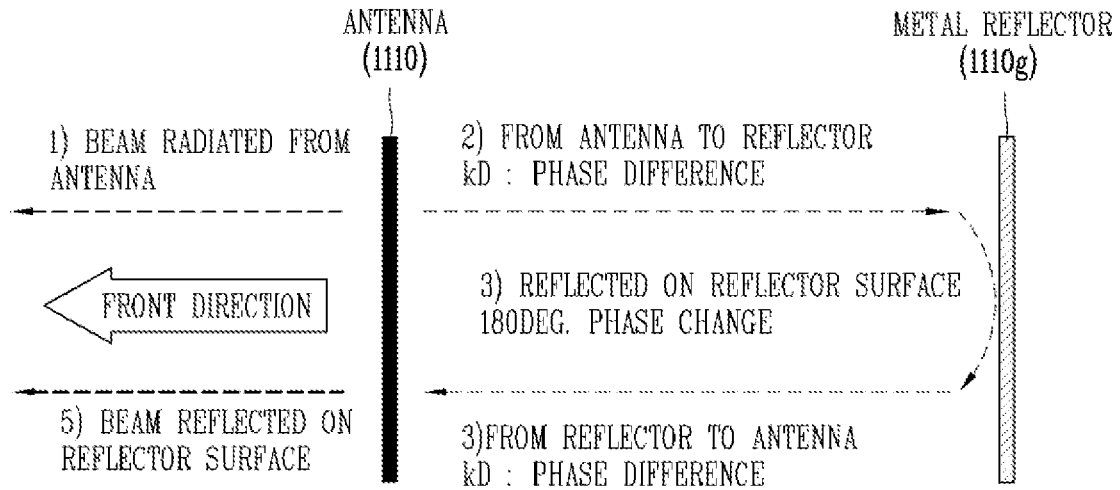 ANTENNA
(1110)
METAL REFLECTOR
(1110g)
1) BEAM RADIATED FROM
ANTENNA
2) FROM ANTENNA TO REFLECTOR
kD : PHASE DIFFERENCE
FRONT DIRECTION
3) REFLECTED ON REFLECTOR SURFACE
180DEG. PHASE CHANGE
5) BEAM REFLECTED ON
REFLECTOR SURFACE
3)FROM REFLECTOR TO ANTENNA
kD : PHASE DIFFERENCE